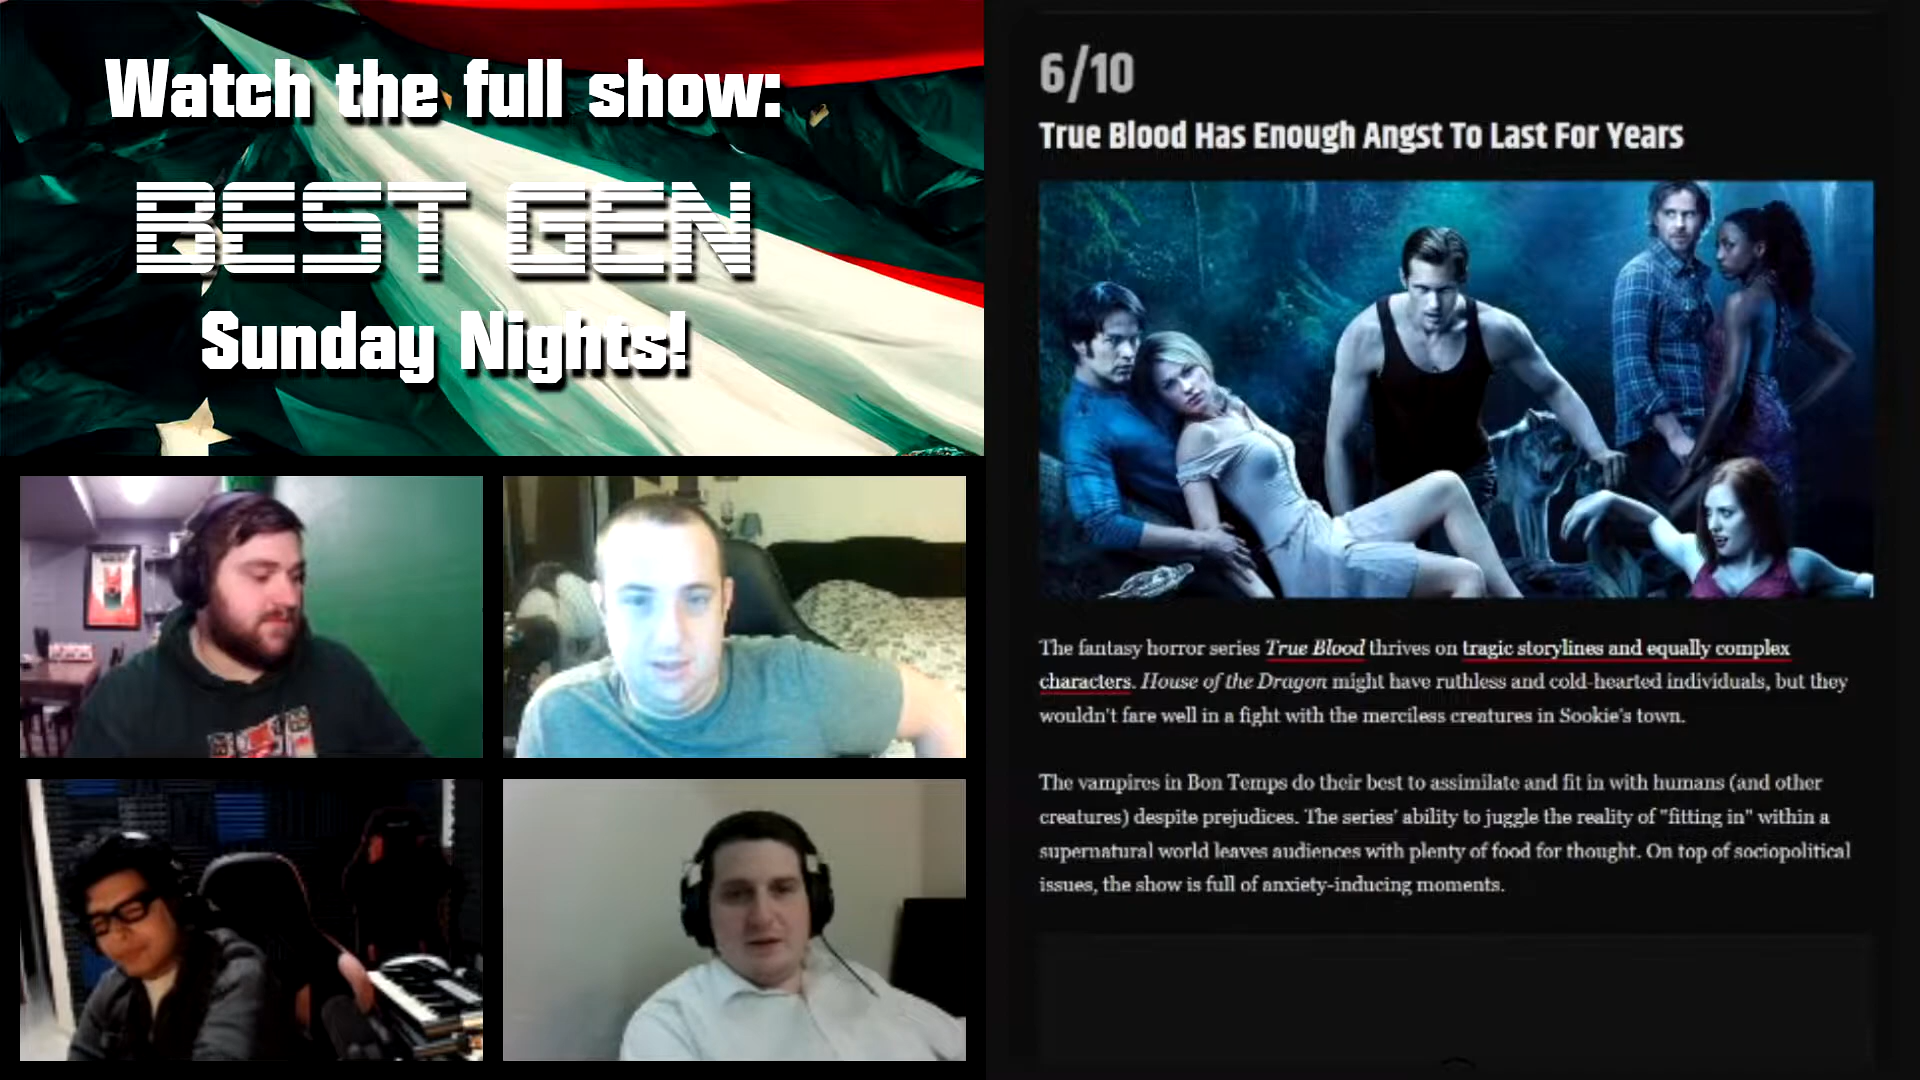 Watch the full show:
BEST GEN
Sunday Nights!
6/10
True Blood Has Enough Angst To Last For Years
The fantasy horror series True Blood thrives on tragic storylines and equally complex
characters. House of the Dragon might have ruthless and cold-hearted individuals, but they
wouldn't fare well in a fight with the merciless creatures in Sookie's town.
The vampires in Bon Temps do their best to assimilate and fit in with humans (and other
creatures) despite prejudices. The series' ability to juggle the reality of "fitting in" within a
supernatural world leaves audiences with plenty of food for thought. On top of sociopolitical
issues, the show is full of anxiety-inducing moments.